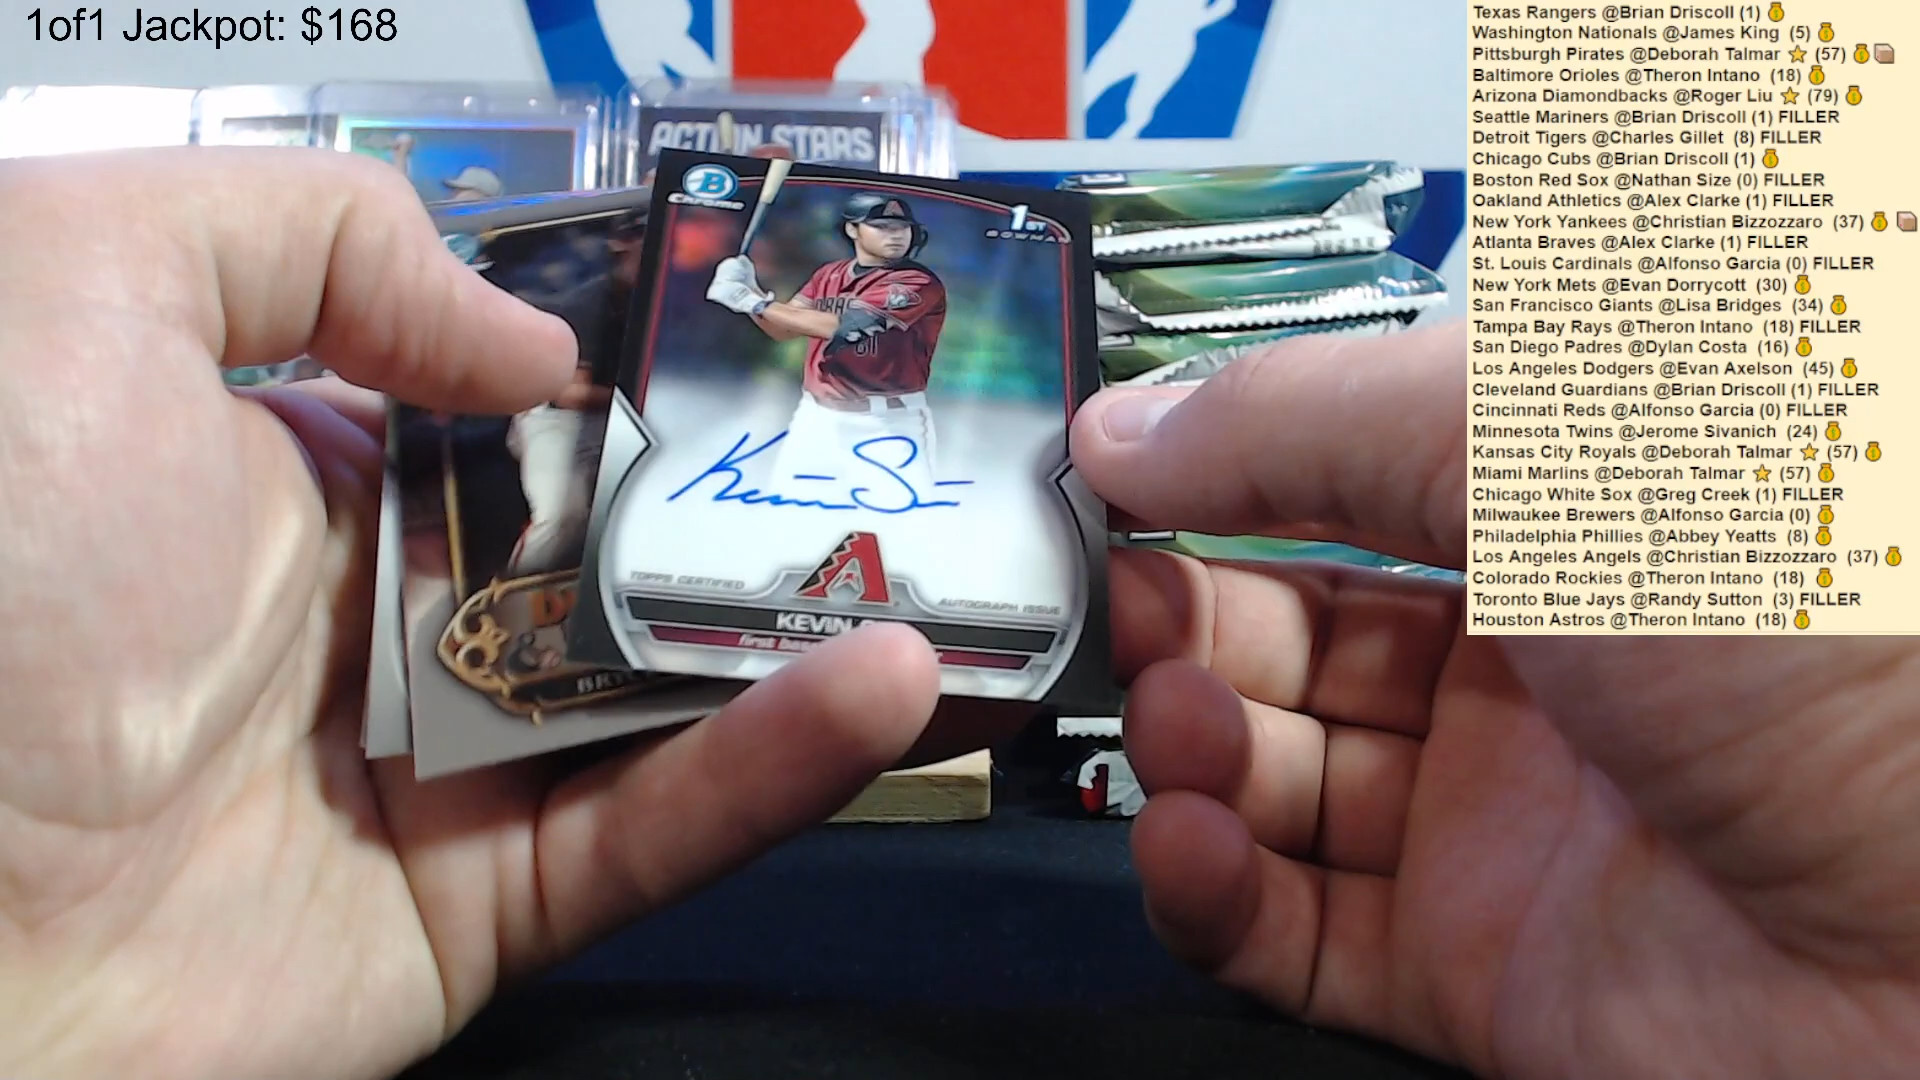 1of1 Jackpot: $168
Texas Rangers @Brian Driscoll (1)
Washington Nationals @James King (5)
Pittsburgh Pirates @Deborah Talmar ⭐ (57)
Baltimore Orioles @Theron Intano (18)
Arizona Diamondbacks @Roger Liu ⭐ (79)
Seattle Mariners @Brian Driscoll (1) FILLER
Detroit Tigers @Charles Gillet (8) FILLER
Chicago Cubs @Brian Driscoll (1)
Boston Red Sox @Nathan Size (0) FILLER
Oakland Athletics @Alex Clarke (1) FILLER
New York Yankees @Christian Bizzozzaro (37)
Atlanta Braves @Alex Clarke (1) FILLER
St. Louis Cardinals @Alfonso Garcia (0) FILLER
New York Mets @Evan Dorrycott (30)
San Francisco Giants @Lisa Bridges (34)
Tampa Bay Rays @Theron Intano (18) FILLER
San Diego Padres @Dylan Costa (16)
Los Angeles Dodgers @Evan Axelson (45)
Cleveland Guardians @Brian Driscoll (1) FILLER
Cincinnati Reds @Alfonso Garcia (0) FILLER
Minnesota Twins @Jerome Sivanich (24)
Kansas City Royals @Deborah Talmar ⭐ (57)
Miami Marlins @Deborah Talmar ⭐ (57)
Chicago White Sox @Greg Creek (1) FILLER
Milwaukee Brewers @Alfonso Garcia (0)
Philadelphia Phillies @Abbey Yeatts (8)
Los Angeles Angels @Christian Bizzozzaro (37)
Colorado Rockies @Theron Intano (18)
Toronto Blue Jays @Randy Sutton (3) FILLER
Houston Astros @Theron Intano (18)
ACTION STARS
B
Chrome
1ST
BOWMAN
61
A
TOPPS CERTIFIED
AUTOGRAPH ISSUE
KEVIN
first